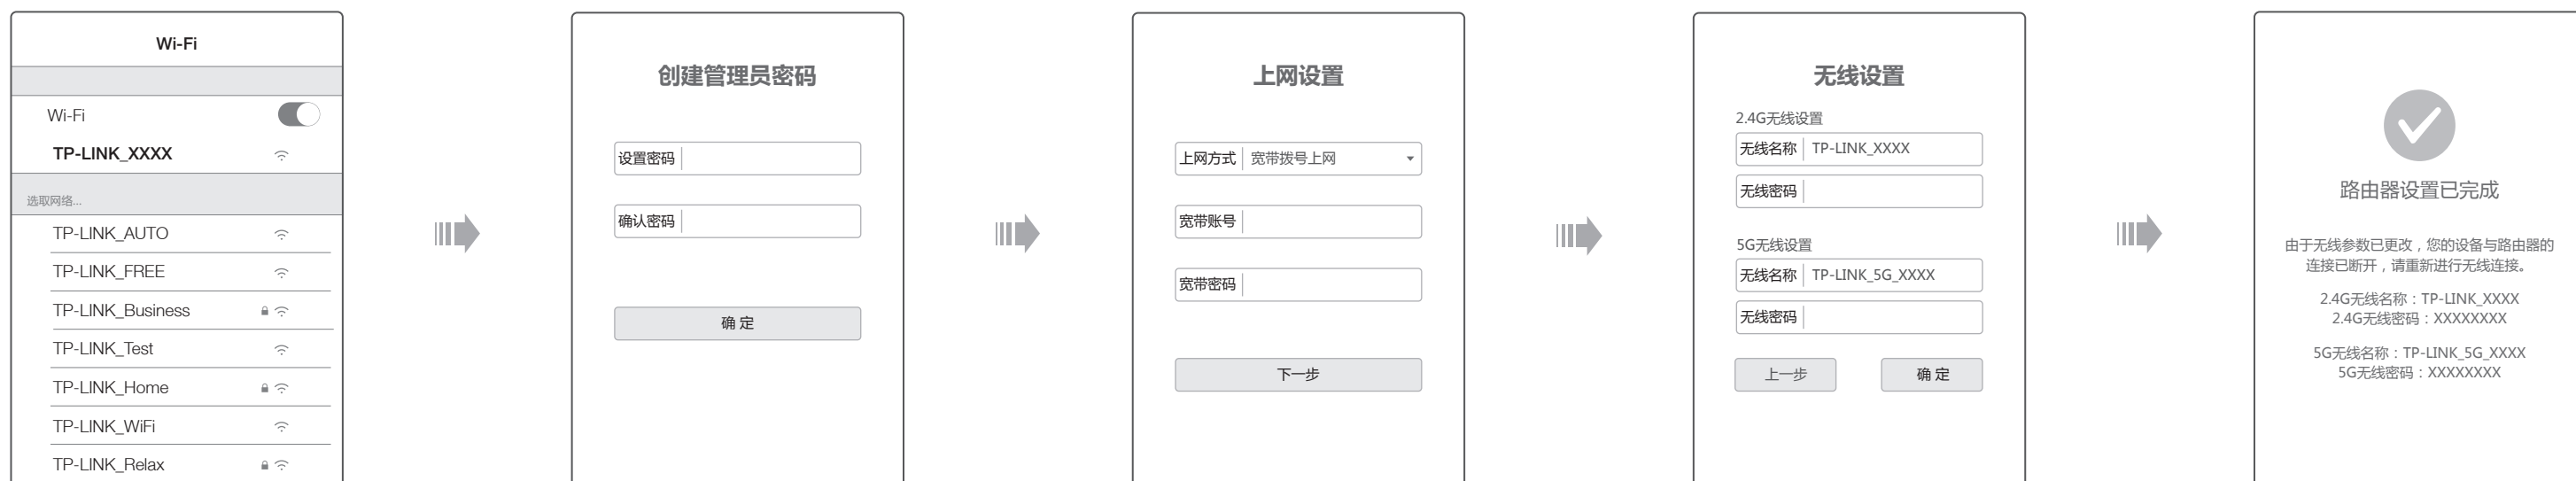 Wi-Fi
Wi-Fi
TP-LINK_XXXX
选取网络...
TP-LINK_AUTO
TP-LINK_FREE
TP-LINK_Business
TP-LINK_Test
TP-LINK_Home
TP-LINK_WiFi
TP-LINK_Relax
创建管理员密码
设置密码
确认密码
确 定
上网设置
上网方式 宽带拨号上网
宽带账号
宽带密码
下一步
无线设置
2.4G无线设置
无线名称 TP-LINK_XXXX
无线密码
5G无线设置
无线名称 TP-LINK_5G_XXXX
无线密码
上一步 确 定
路由器设置已完成
由于无线参数已更改，您的设备与路由器的
连接已断开，请重新进行无线连接。
2.4G无线名称：TP-LINK_XXXX
2.4G无线密码：XXXXXXXX
5G无线名称：TP-LINK_5G_XXXX
5G无线密码：XXXXXXXX